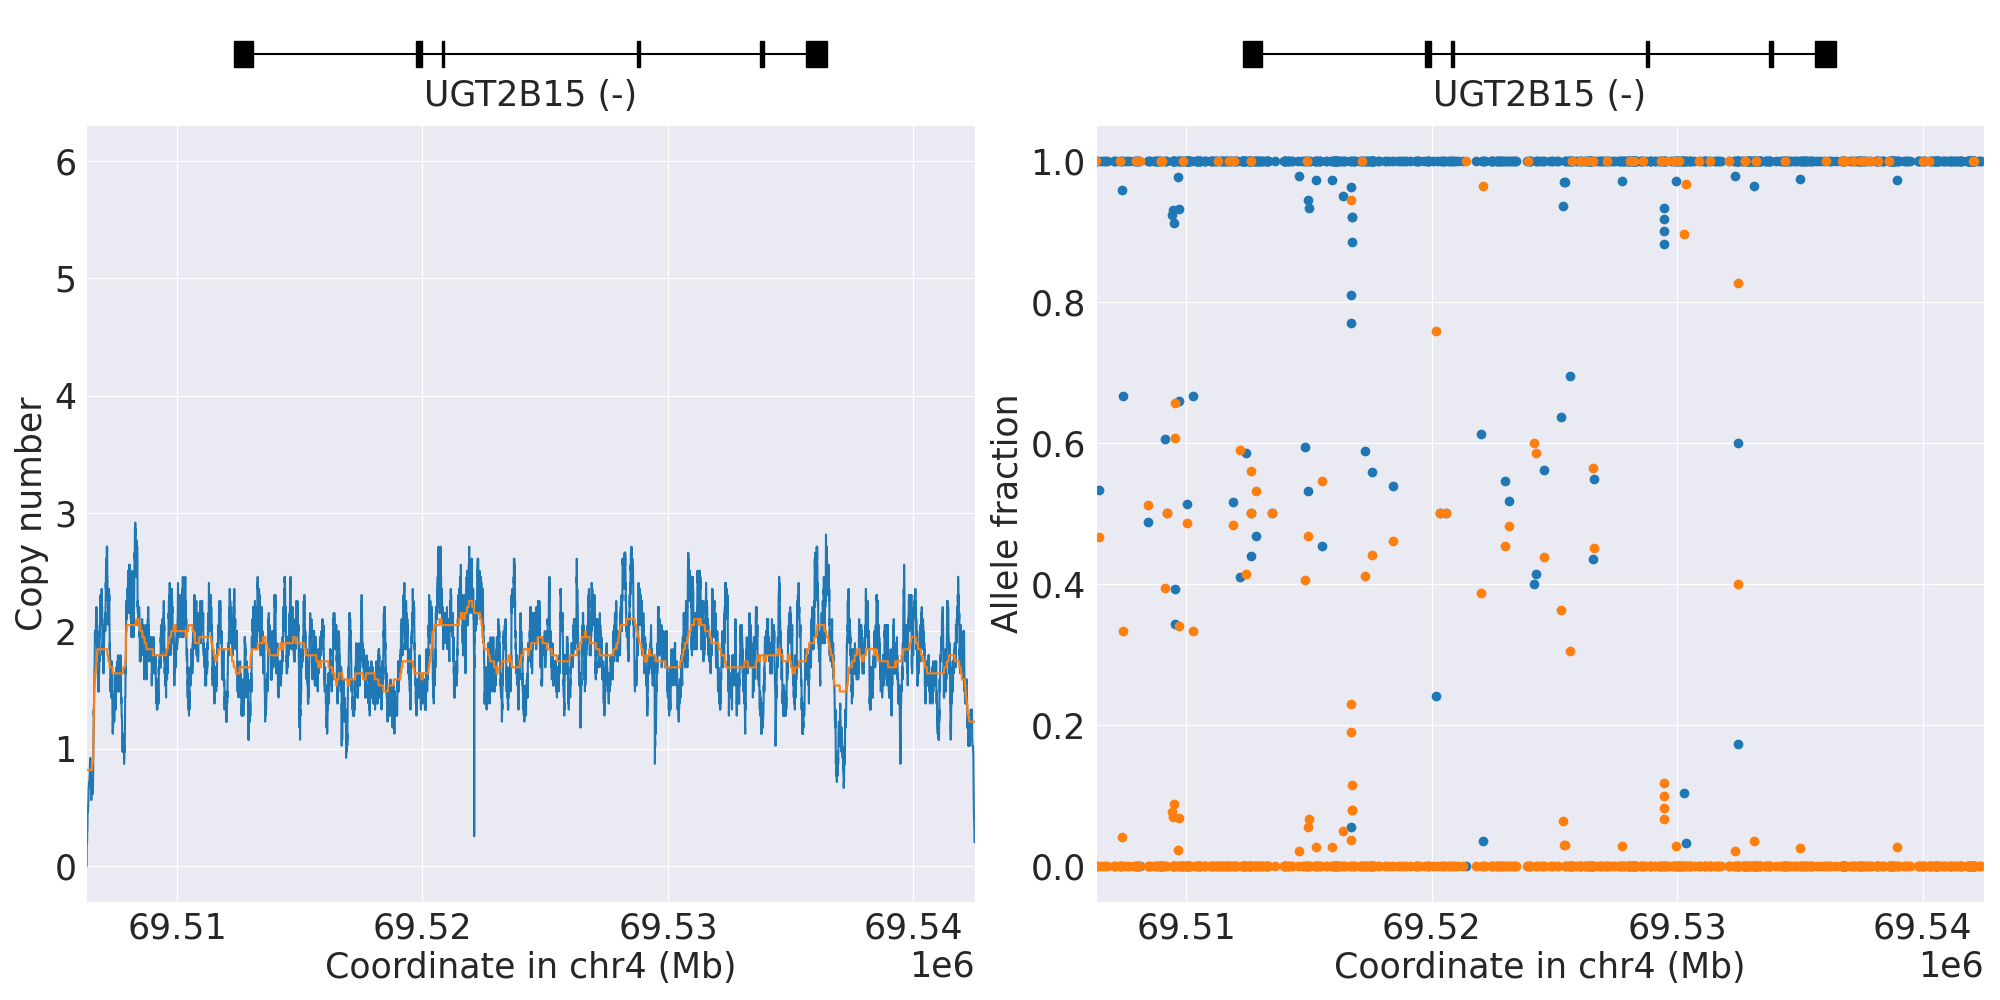 UGT2B15 (-)
6
5
4
3
2
1
0
Copy number
69.51 69.52 69.53 69.54
Coordinate in chr4 (Mb)
1e6
UGT2B15 (-)
1.0
0.8
0.6
0.4
0.2
0.0
Allele fraction
69.51 69.52 69.53 69.54
Coordinate in chr4 (Mb)
1e6